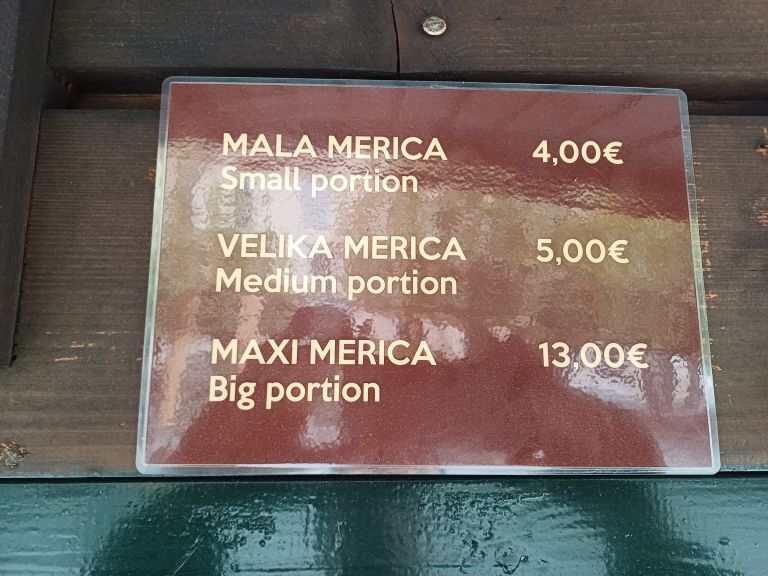 MALA MERICA 4,00€
Small portion
VELIKA MERICA 5,00€
Medium portion
MAXI MERICA 13,00€
Big portion